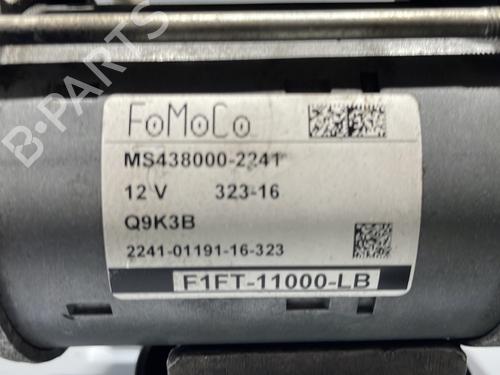 B-PARTS
FoMoCo
MS438000-2241
12 V 323-16
Q9K3B
2241-01191-16-323
F1FT-11000-LB